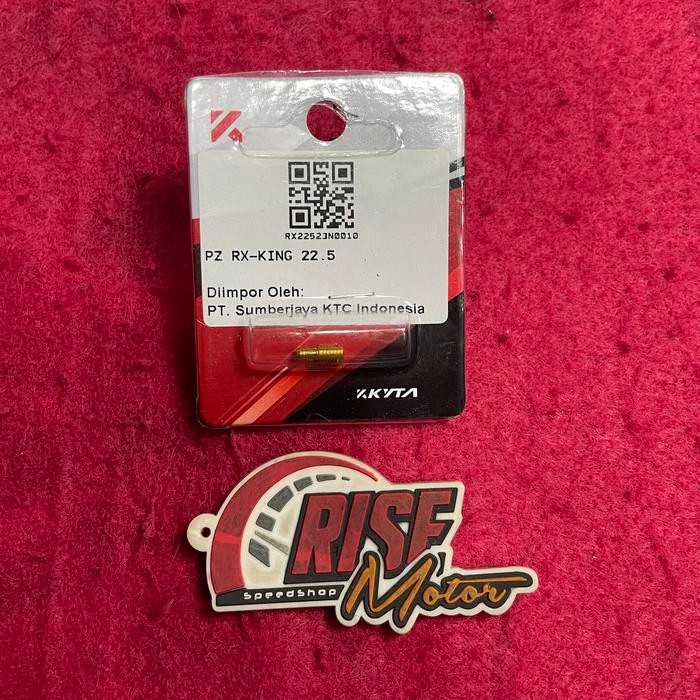 RX22523N0010
PZ RX-KING 22.5
Diimpor Oleh:
PT. Sumberjaya KTC Indonesia
KYTA
RISE
SpeedShop
Motor